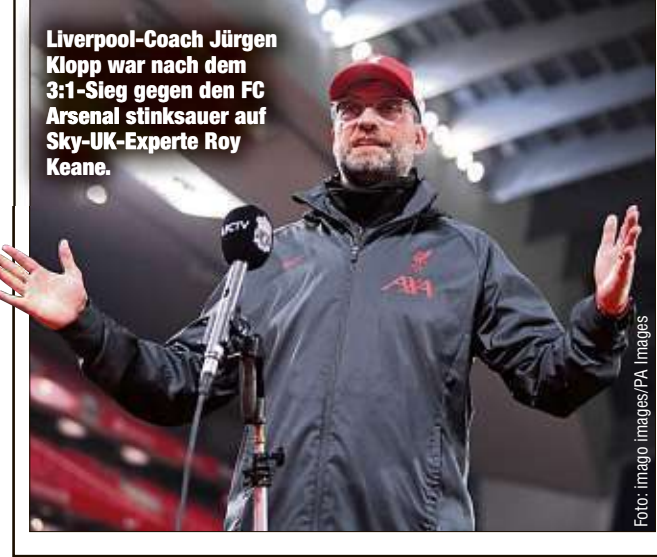 Liverpool-Coach Jürgen
Klopp war nach dem
3:1-Sieg gegen den FC
Arsenal stinksauer auf
Sky-UK-Experte Roy
Keane.
AXA
Foto: imago images/PA Images